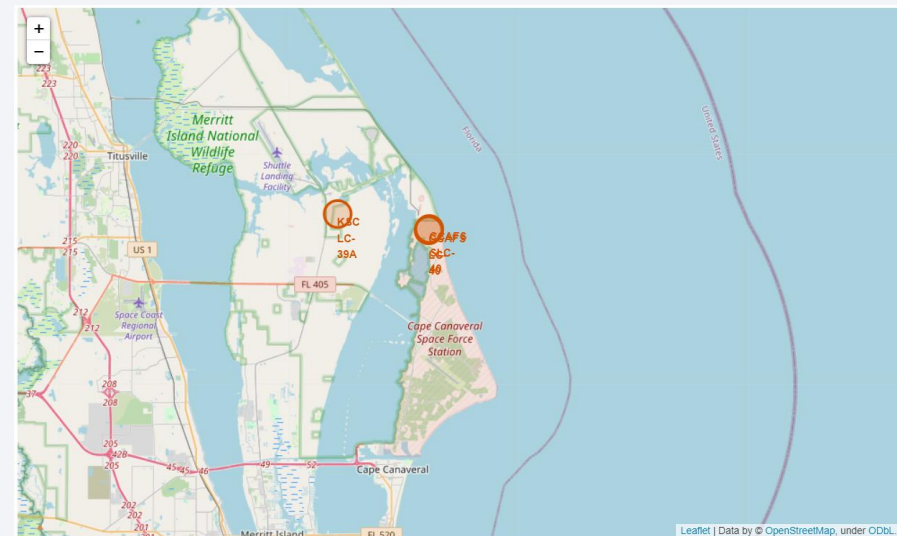 +
−
223
223
220
220
Titusville
Merritt
Island National
Wildlife
Refuge
Shuttle
Landing
Facility
Florida
United States
KSC
LC-
39A
CCAFS
SLC-
40
215
215
US 1
FL 405
212
212
Space Coast
Regional
Airport
Cape Canaveral
Space Force
Station
37
208
208
205
42B
205
45
45
46
49
52
Cape Canaveral
202
202
201
201
Merritt Island
FL 520
Leaflet | Data by © OpenStreetMap, under ODbL.